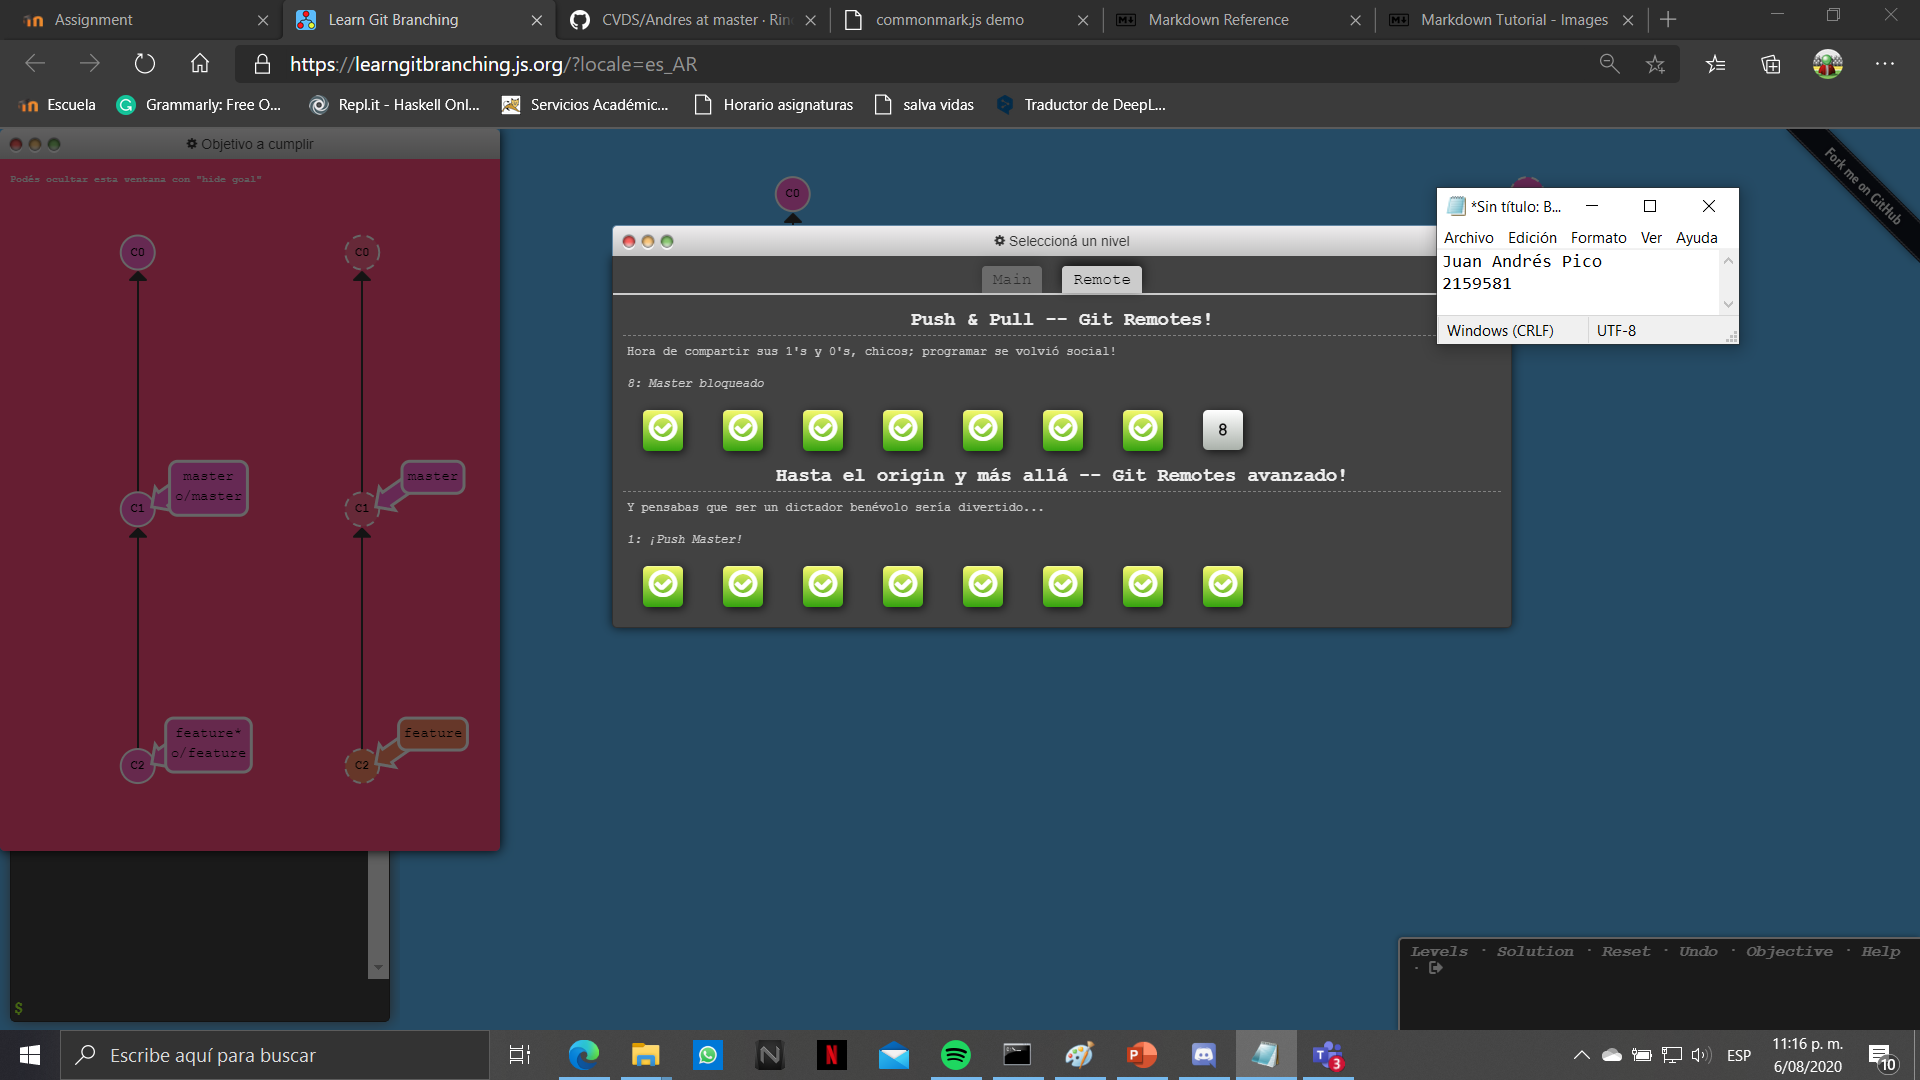 Assignment
Learn Git Branching
CVDS/Andres at master · Rin
commonmark.js demo
Markdown Reference
Markdown Tutorial - Images
https://learngitbranching.js.org/?locale=es_AR
Escuela
Grammarly: Free O...
Repl.it - Haskell Onl...
Servicios Académic...
Horario asignaturas
salva vidas
Traductor de DeepL...
Objetivo a cumplir
Podés ocultar esta ventana con "hide goal"
C0
C0
master
o/master
master
C1
C1
feature*
o/feature
feature
C2
C2
$
C0
Seleccioná un nivel
Main
Remote
Push & Pull -- Git Remotes!
Hora de compartir sus 1's y 0's, chicos; programar se volvió social!
8: Master bloqueado
8
Hasta el origin y más allá -- Git Remotes avanzado!
Y pensabas que ser un dictador benévolo sería divertido...
1: ¡Push Master!
Fork me on GitHub
*Sin título: B...
Archivo Edición Formato Ver Ayuda
Juan Andrés Pico
2159581
Windows (CRLF)
UTF-8
Levels · Solution · Reset · Undo · Objective · Help
·
Escribe aquí para buscar
3
ESP
11:16 p. m.
6/08/2020
10